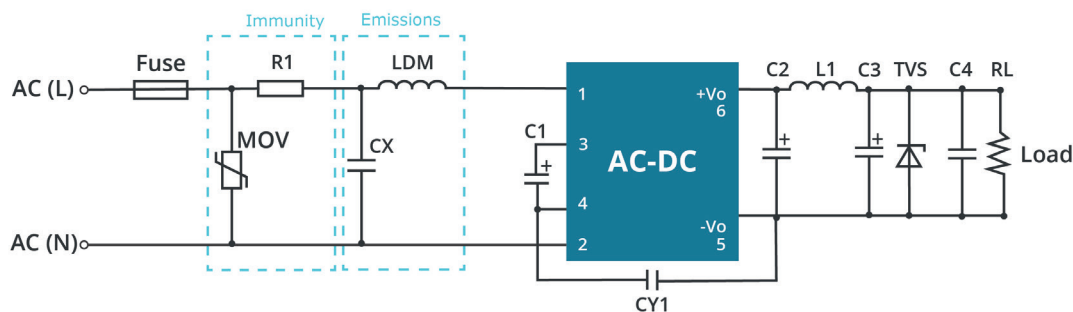 Immunity
Emissions
Fuse
R1
LDM
C2
L1
C3
TVS
C4
RL
AC (L)
1
+Vo
6
MOV
CX
C1
+
3
AC-DC
+
+
Load
4
AC (N)
2
-Vo
5
CY1